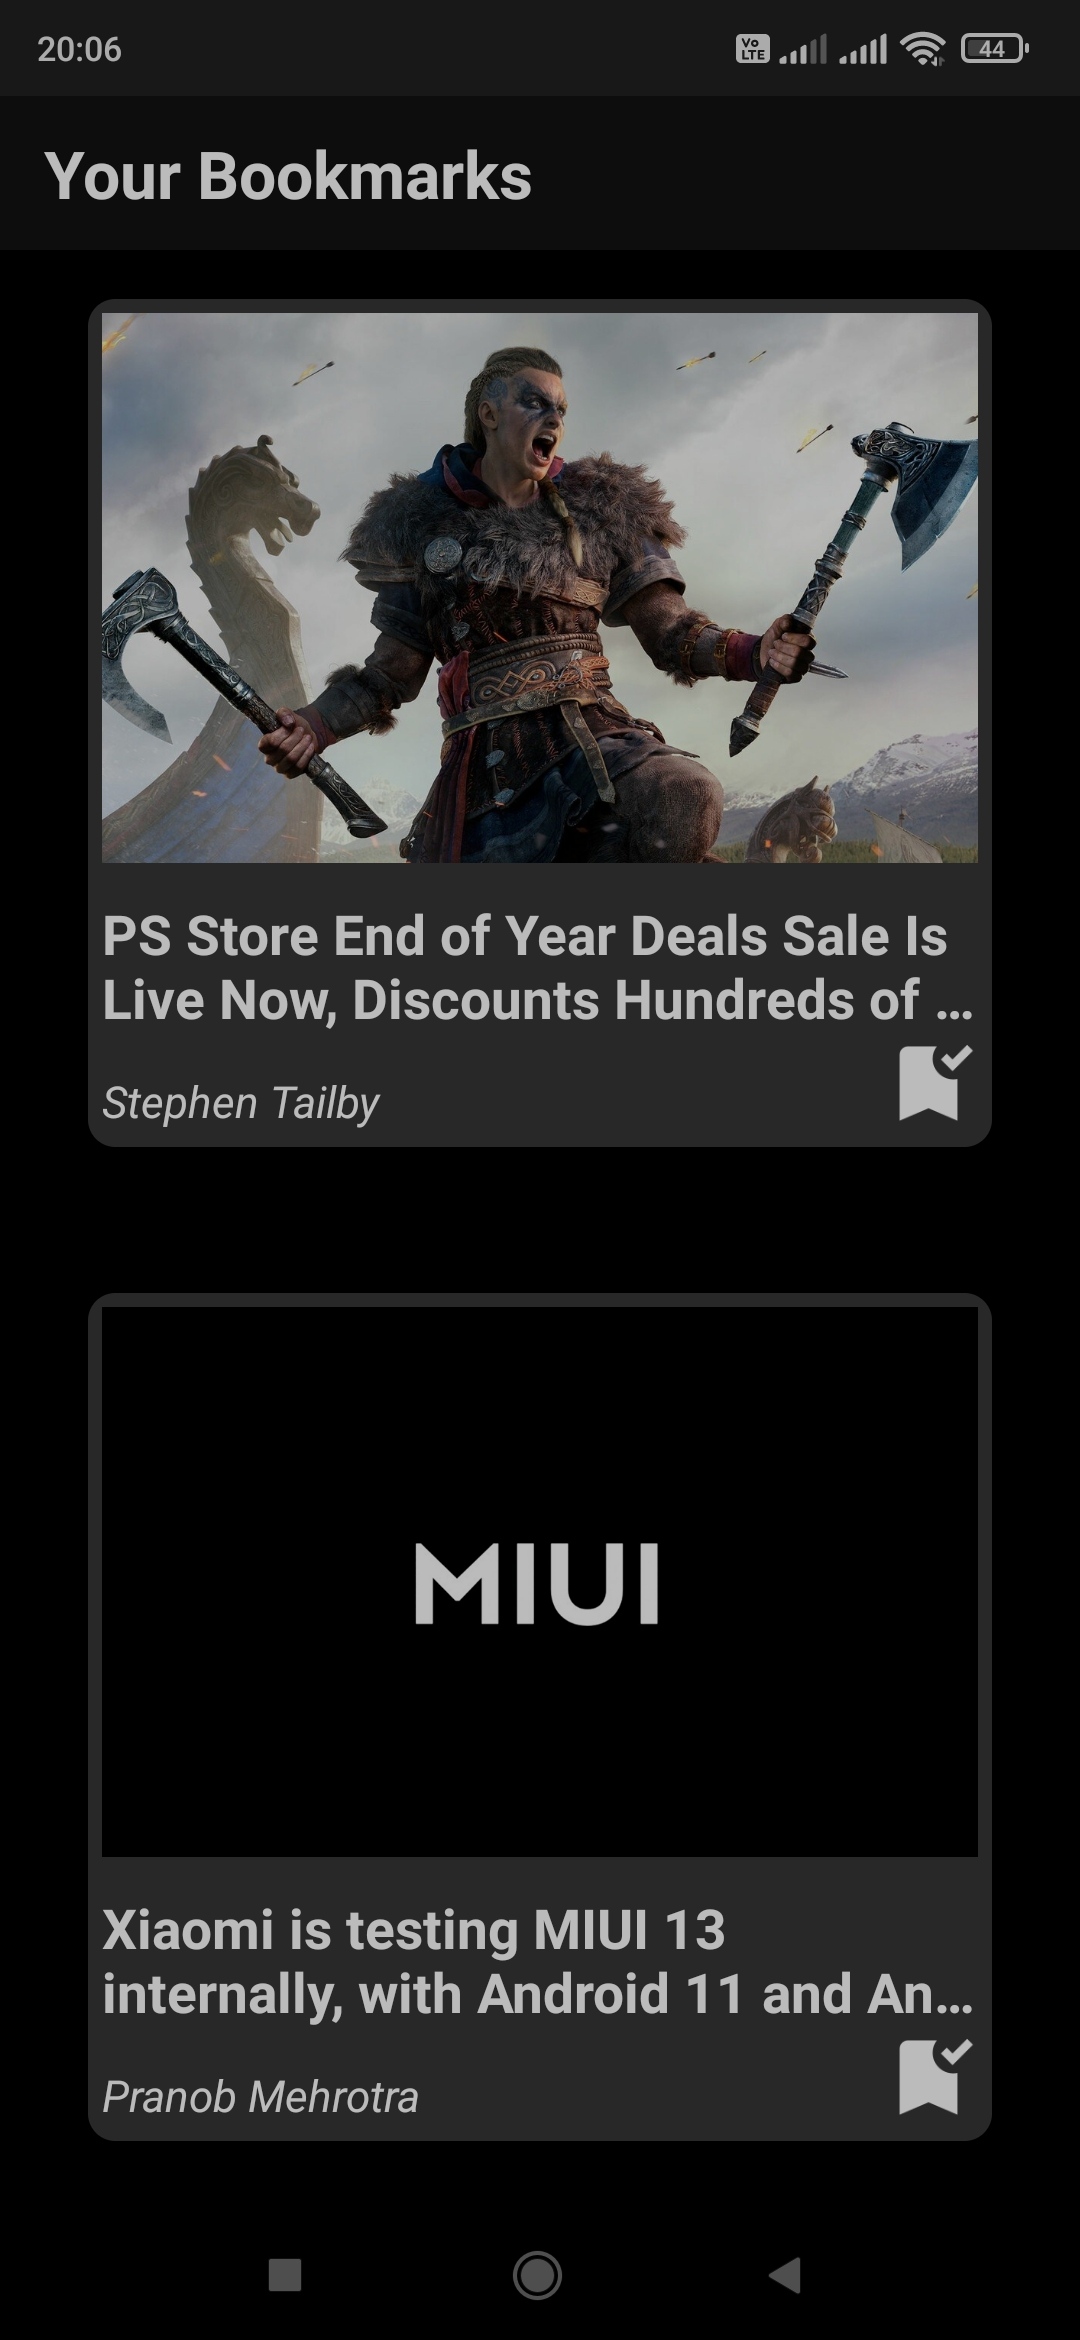 20:06
Vo
LTE
44
Your Bookmarks
PS Store End of Year Deals Sale Is
Live Now, Discounts Hundreds of ...
Stephen Tailby
MIUI
Xiaomi is testing MIUI 13
internally, with Android 11 and An...
Pranob Mehrotra